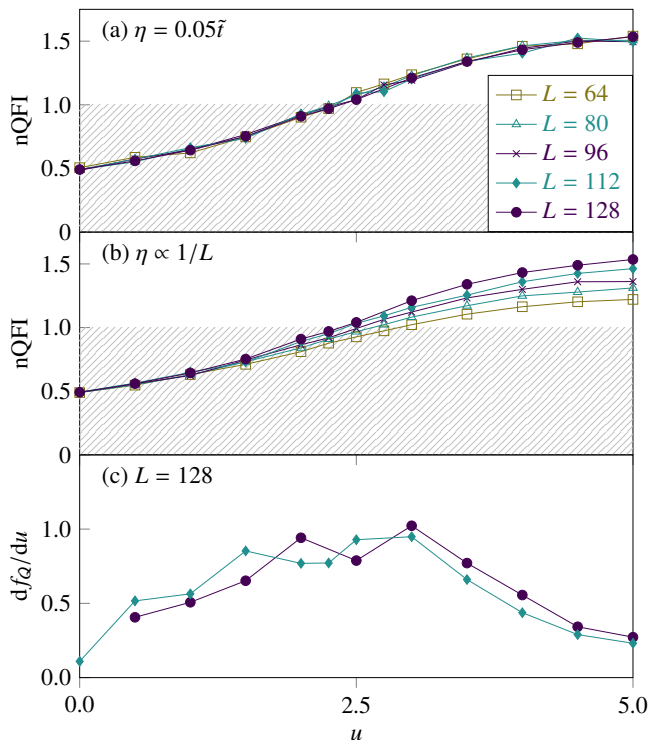 (a) η = 0.05t̃
1.5
1.0
0.5
0
nQFI
L = 64
L = 80
L = 96
L = 112
L = 128
(b) η ∝ 1/L
1.5
1.0
0.5
0
nQFI
(c) L = 128
1.0
0.5
0.0
df_Q/du
0.0 2.5 5.0
u